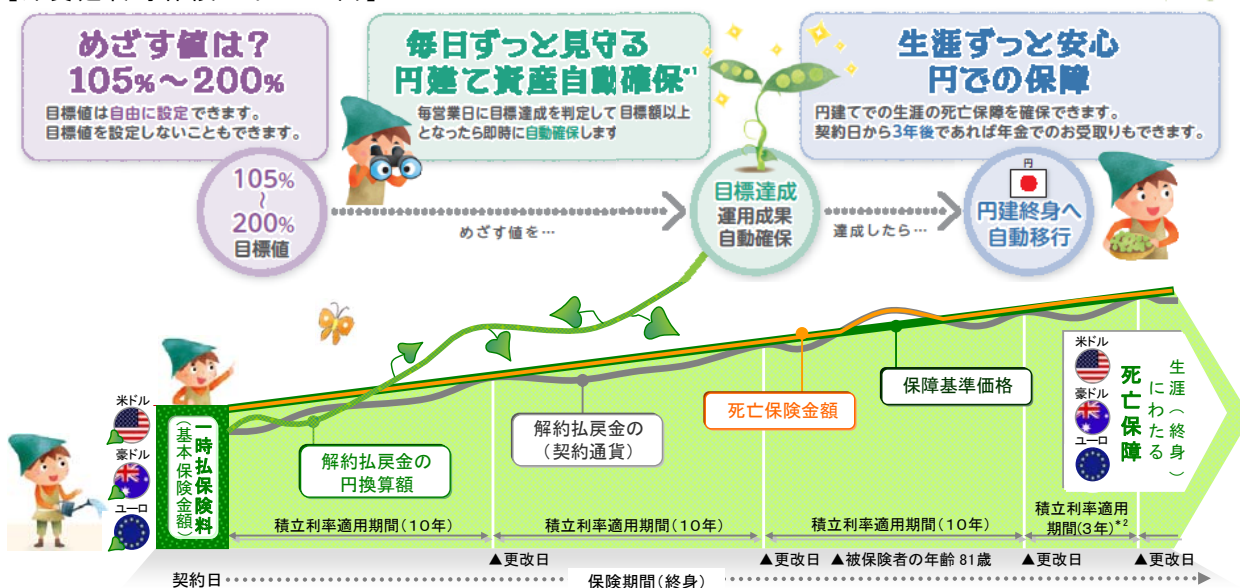 めざす値は？
105%～200%
目標値は自由に設定できます。
目標値を設定しないこともできます。
毎日ずっと見守る
円建て資産自動確保*1
毎営業日に目標達成を判定して目標額以上
となったら即時に自動確保します
生涯ずっと安心
円での保障
円建てでの生涯の死亡保障を確保できます。
契約日から3年後であれば年金でのお受取りもできます。
105%
～
200%
目標値
めざす値を…
目標達成
運用成果
自動確保
達成したら…
円
円建終身へ
自動移行
米ドル
豪ドル
ユーロ
一時払保険料
（基本保険金額）
解約払戻金の
円換算額
解約払戻金の
（契約通貨）
死亡保険金額
保障基準価格
米ドル
豪ドル
ユーロ
生涯（終身）
にわたる
死亡保障
積立利率適用期間（10年）
積立利率適用期間（10年）
積立利率適用期間（10年）
積立利率適用
期間（3年）*2
▲更改日
▲更改日
▲被保険者の年齢 81歳
▲更改日
▲更改日
契約日
保険期間（終身）